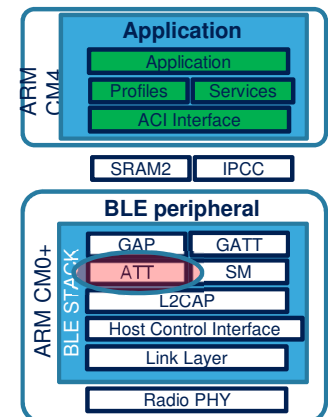 Application
ARM
CM4
Application
Profiles Services
ACI Interface
SRAM2 IPCC
BLE peripheral
ARM CM0+
BLE STACK
GAP GATT
ATT SM
L2CAP
Host Control Interface
Link Layer
Radio PHY